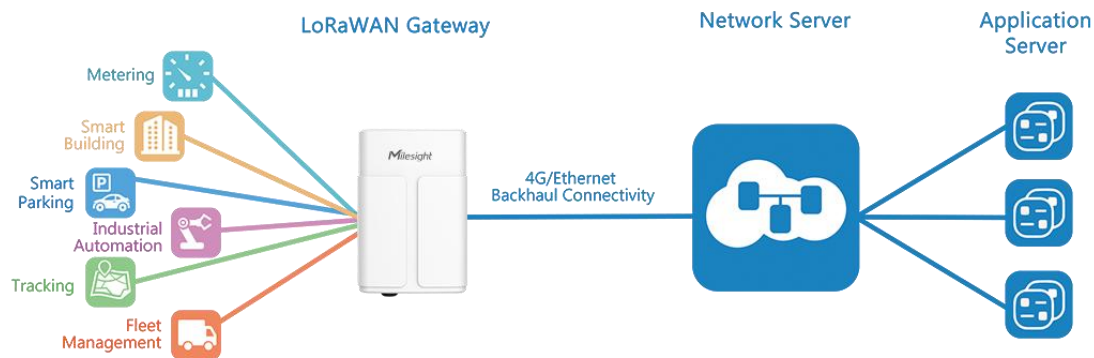 LoRaWAN Gateway
Network Server
Application
Server
Metering
Smart
Building
Smart
Parking
P
Industrial
Automation
Tracking
Fleet
Management
Milesight
4G/Ethernet
Backhaul Connectivity